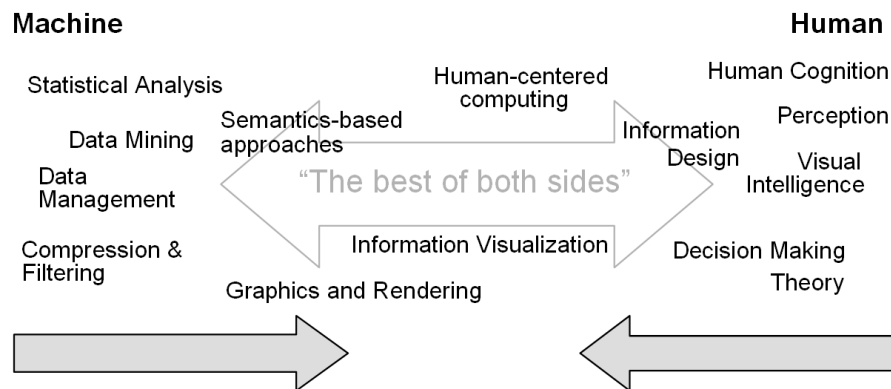 Machine
Human
Human-centered
computing
Human Cognition
Statistical Analysis
Semantics-based
approaches
Perception
Data Mining
Information
Design
Visual
Intelligence
Data
Management
“The best of both sides”
Compression &
Filtering
Information Visualization
Decision Making
Theory
Graphics and Rendering